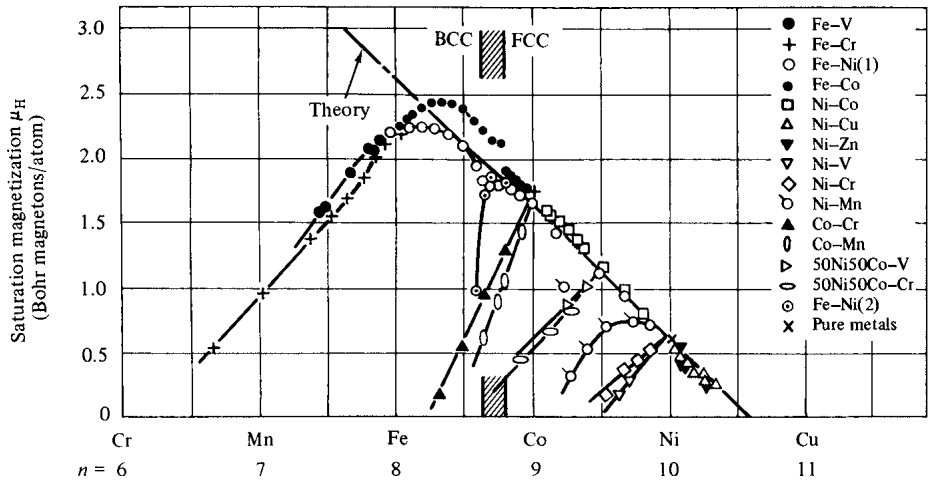 Saturation magnetization μH
(Bohr magnetons/atom)
3.0
2.5
2.0
1.5
1.0
0.5
0
BCC
FCC
Theory
Fe–V
Fe–Cr
Fe–Ni(1)
Fe–Co
Ni–Co
Ni–Cu
Ni–Zn
Ni–V
Ni–Cr
Ni–Mn
Co–Cr
Co–Mn
50Ni50Co–V
50Ni50Co–Cr
Fe–Ni(2)
Pure metals
Cr Mn Fe Co Ni Cu
n = 6 7 8 9 10 11